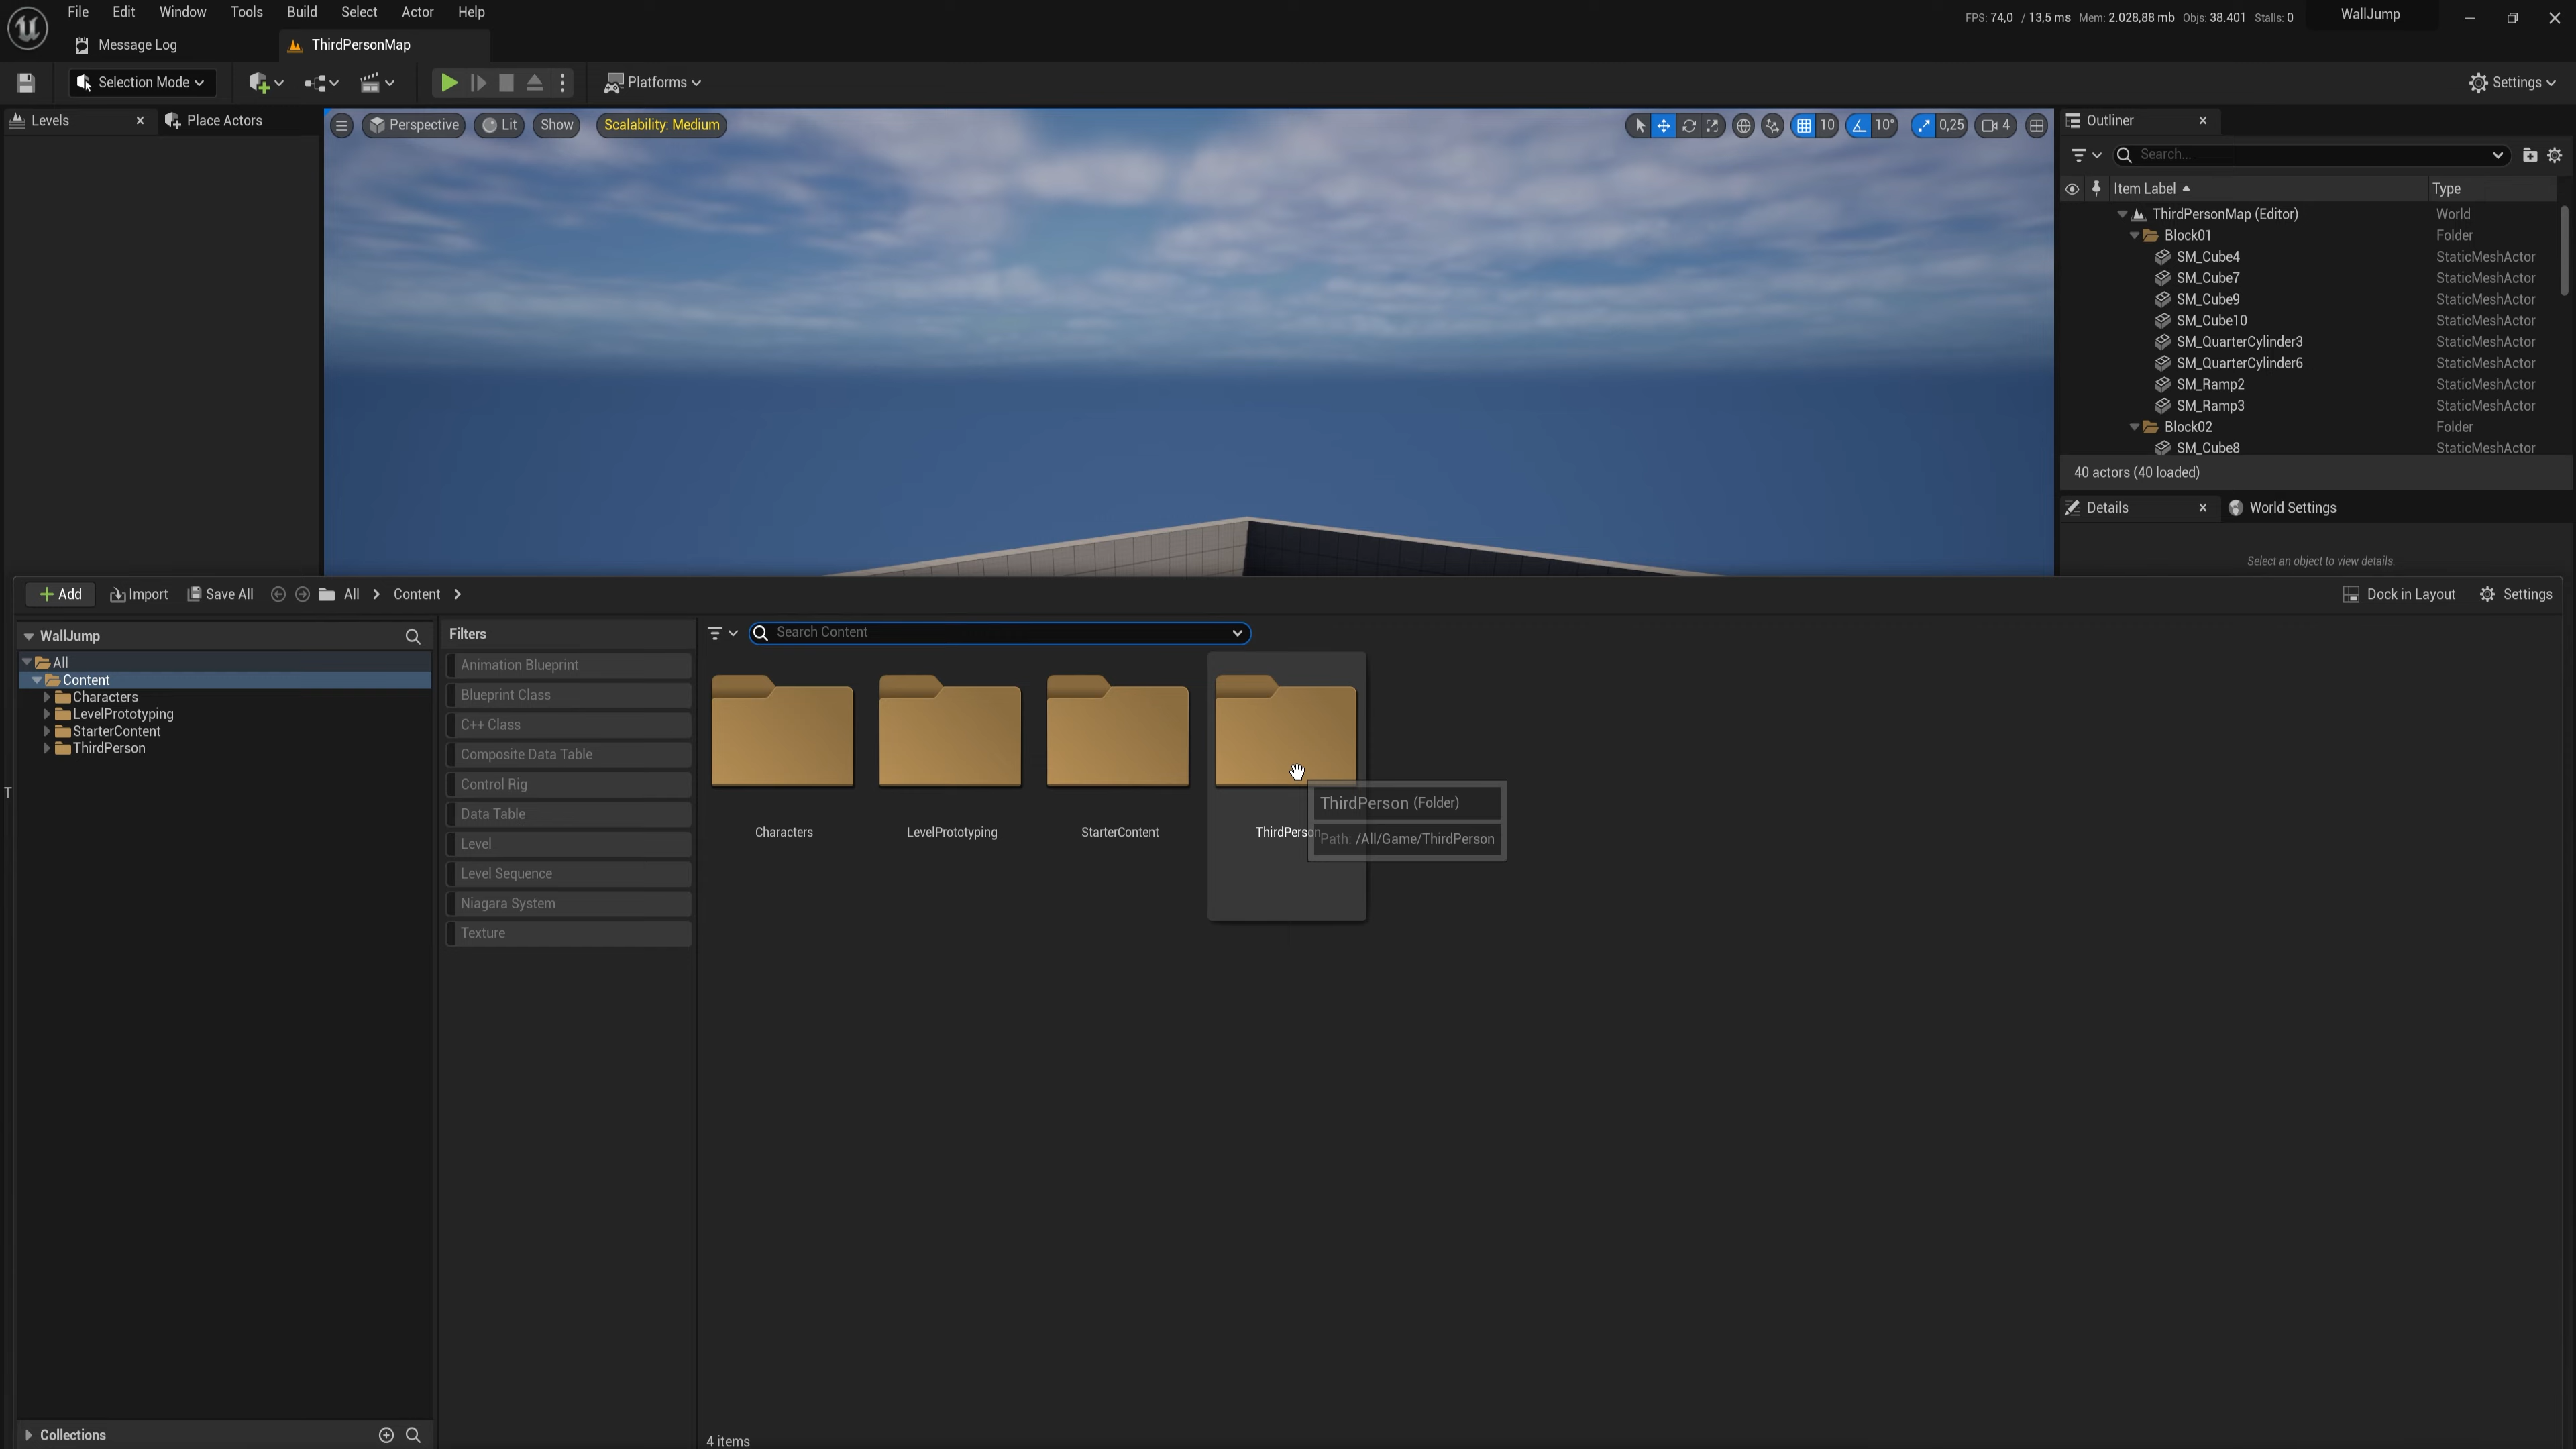 File Edit Window Tools Build Select Actor Help
FPS: 74,0 / 13,5 ms Mem: 2.028,88 mb Objs: 38.401 Stalls: 0 WallJump
Message Log ThirdPersonMap
Selection Mode Platforms Settings
Levels Place Actors
Perspective Lit Show Scalability: Medium 10 10° 0,25 4
Outliner
Search...
Item Label Type
ThirdPersonMap (Editor) World
Block01 Folder
SM_Cube4 StaticMeshActor
SM_Cube7 StaticMeshActor
SM_Cube9 StaticMeshActor
SM_Cube10 StaticMeshActor
SM_QuarterCylinder3 StaticMeshActor
SM_QuarterCylinder6 StaticMeshActor
SM_Ramp2 StaticMeshActor
SM_Ramp3 StaticMeshActor
Block02 Folder
SM_Cube8 StaticMeshActor
40 actors (40 loaded)
Details World Settings
Select an object to view details.
Add Import Save All All Content Dock in Layout Settings
WallJump
All
Content
Characters
LevelPrototyping
StarterContent
ThirdPerson
T
Collections
Filters
Animation Blueprint
Blueprint Class
C++ Class
Composite Data Table
Control Rig
Data Table
Level
Level Sequence
Niagara System
Texture
Search Content
Characters LevelPrototyping StarterContent ThirdPerson
ThirdPerson (Folder)
Path: /All/Game/ThirdPerson
4 items